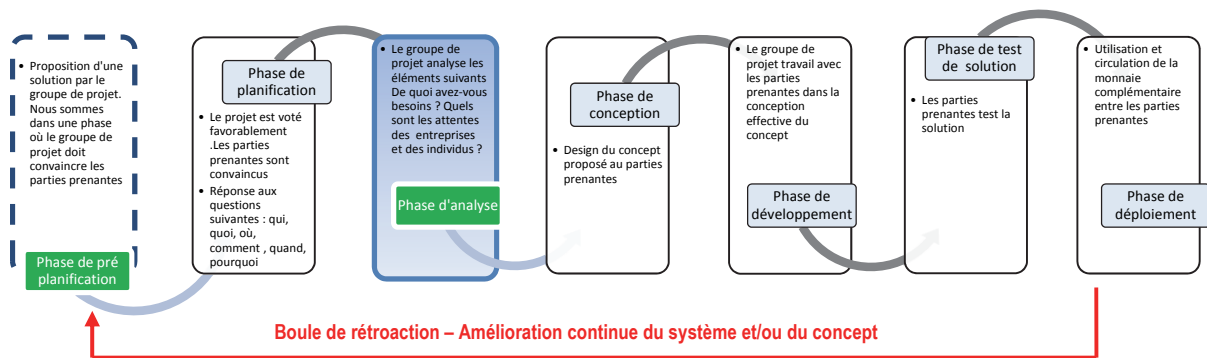 • Proposition d'une
solution par le
groupe de projet.
Nous sommes
dans une phase
où le groupe de
projet doit
convaincre les
parties prenantes
Phase de pré
planification
Phase de
planification
• Le projet est voté
favorablement
.Les parties
prenantes sont
convaincus
• Réponse aux
questions
suivantes : qui,
quoi, où,
comment , quand,
pourquoi
• Le groupe de
projet analyse les
éléments suivants
De quoi avez-vous
besoins ? Quels
sont les attentes
des entreprises
et des individus ?
Phase d'analyse
Phase de
conception
• Design du concept
proposé au parties
prenantes
• Le groupe de
projet travail avec
les parties
prenantes dans la
conception
effective du
concept
Phase de
développement
Phase de test
de solution
• Les parties
prenantes test la
solution
• Utilisation et
circulation de la
monnaie
complémentaire
entre les parties
prenantes
Phase de
déploiement
Boule de rétroaction – Amélioration continue du système et/ou du concept